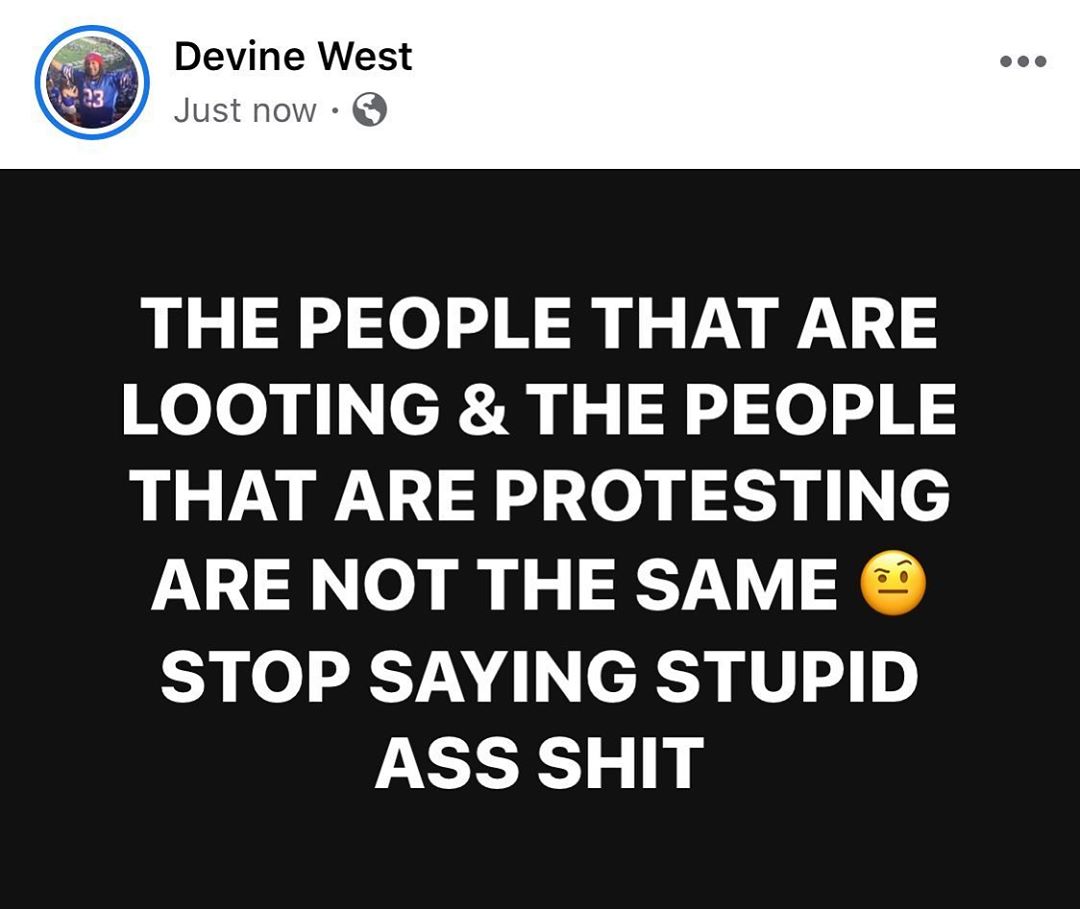 Devine West
Just now ·
THE PEOPLE THAT ARE
LOOTING & THE PEOPLE
THAT ARE PROTESTING
ARE NOT THE SAME 🤨
STOP SAYING STUPID
ASS SHIT
23